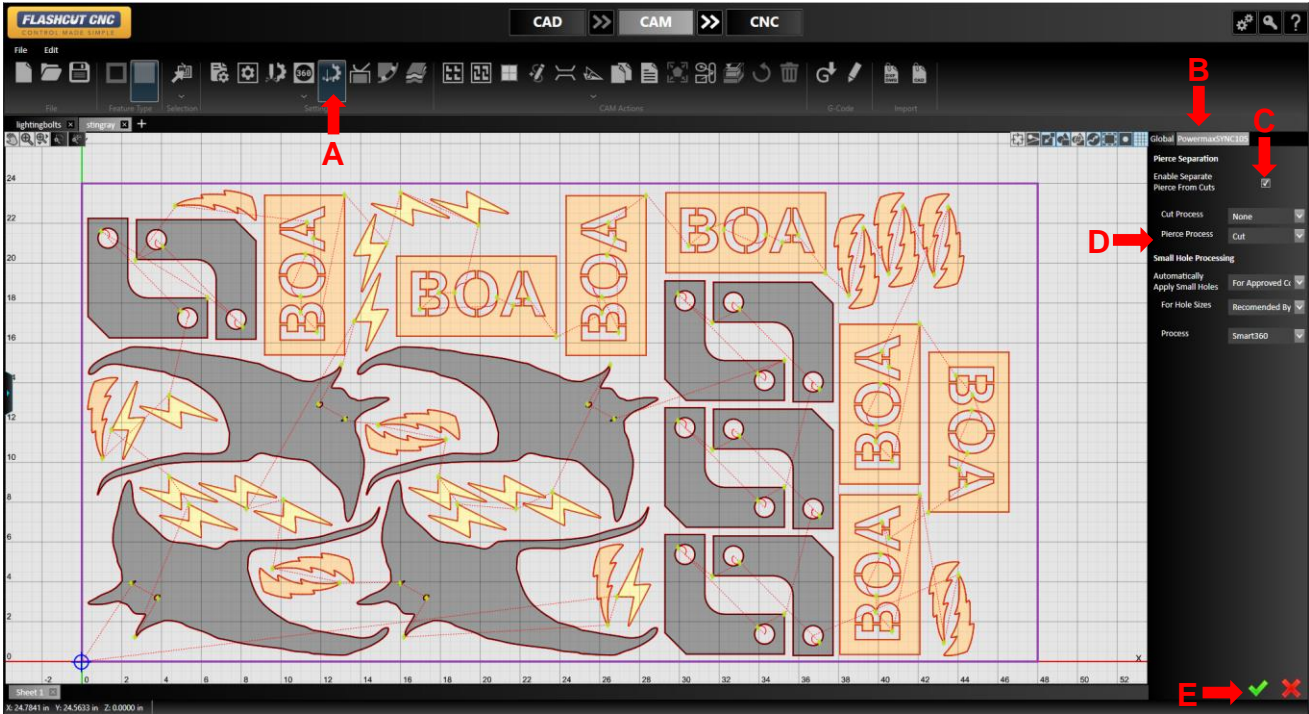 FLASHCUT CNC
CONTROL MADE SIMPLE
CAD >> CAM >> CNC
?
File Edit
360
File Feature Type Selection Settings CAM Actions G-Code Import
A
B
C
D
E
lightingbolts stingray +
Global PowermaxSYNC105
Pierce Separation
Enable Separate
Pierce From Cuts
Cut Process None
Pierce Process Cut
Small Hole Processing
Automatically
Apply Small Holes For Approved Cu
For Hole Sizes Recomended By
Process Smart360
BOA
BOA
BOA
BOA
BOA
BOA
BOA
24
22
20
18
16
14
12
10
8
6
4
2
0
X
-2 0 2 4 6 8 10 12 14 16 18 20 22 24 26 28 30 32 34 36 38 40 42 44 46 48 50 52
Sheet 1
X: 24.7841 in Y: 24.5633 in Z: 0.0000 in